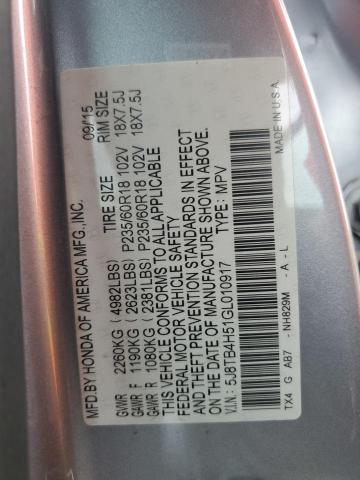 MFD.BY HONDA OF AMERICA MFG.,INC. 09/15
TIRE SIZE RIM SIZE
GVWR 2260KG (4982LBS)
GAWR F 1190KG (2623LBS) P235/60R18 102V 18X7.5J
GAWR R 1080KG (2381LBS) P235/60R18 102V 18X7.5J
THIS VEHICLE CONFORMS TO ALL APPLICABLE
FEDERAL MOTOR VEHICLE SAFETY
AND THEFT PREVENTION STANDARDS IN EFFECT
ON THE DATE OF MANUFACTURE SHOWN ABOVE.
V.I.N.: 5J8TB4H51GL010917 TYPE: MPV
TX4 G AB7 - NH829M - A - L MADE IN U.S.A.